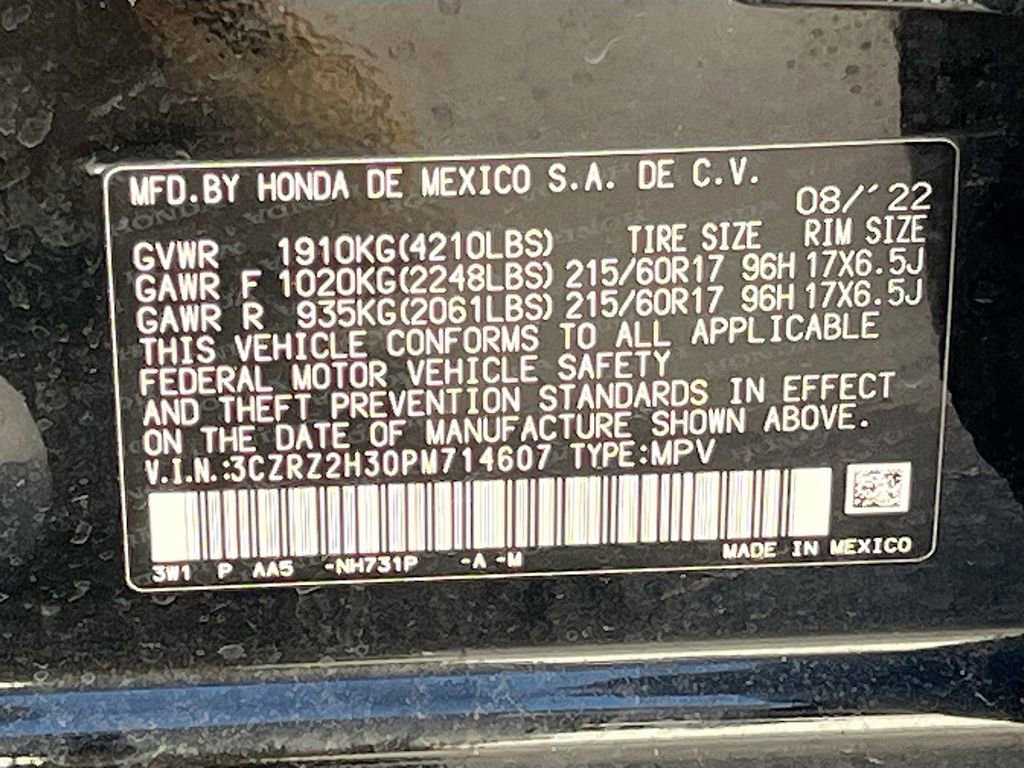 MFD.BY HONDA DE MEXICO S.A. DE C.V.
08/´22
GVWR 1910KG(4210LBS) TIRE SIZE RIM SIZE
GAWR F 1020KG(2248LBS) 215/60R17 96H 17X6.5J
GAWR R 935KG(2061LBS) 215/60R17 96H 17X6.5J
THIS VEHICLE CONFORMS TO ALL APPLICABLE
FEDERAL MOTOR VEHICLE SAFETY
AND THEFT PREVENTION STANDARDS IN EFFECT
ON THE DATE OF MANUFACTURE SHOWN ABOVE.
V.I.N.:3CZRZ2H30PM714607 TYPE:MPV
3W1 P AA5 -NH731P -A -M MADE IN MEXICO